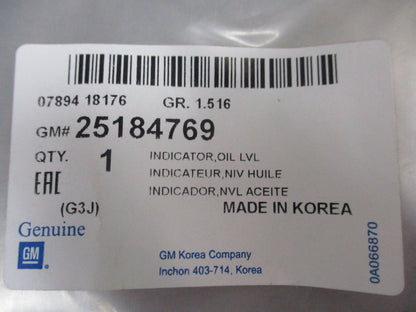 07894 18176 GR. 1.516
GM# 25184769
QTY. 1 INDICATOR,OIL LVL
INDICATEUR,NIV HUILE
INDICADOR,NVL ACEITE
EAC
(G3J) MADE IN KOREA
Genuine
GM
GM Korea Company
Inchon 403-714, Korea
0A066870